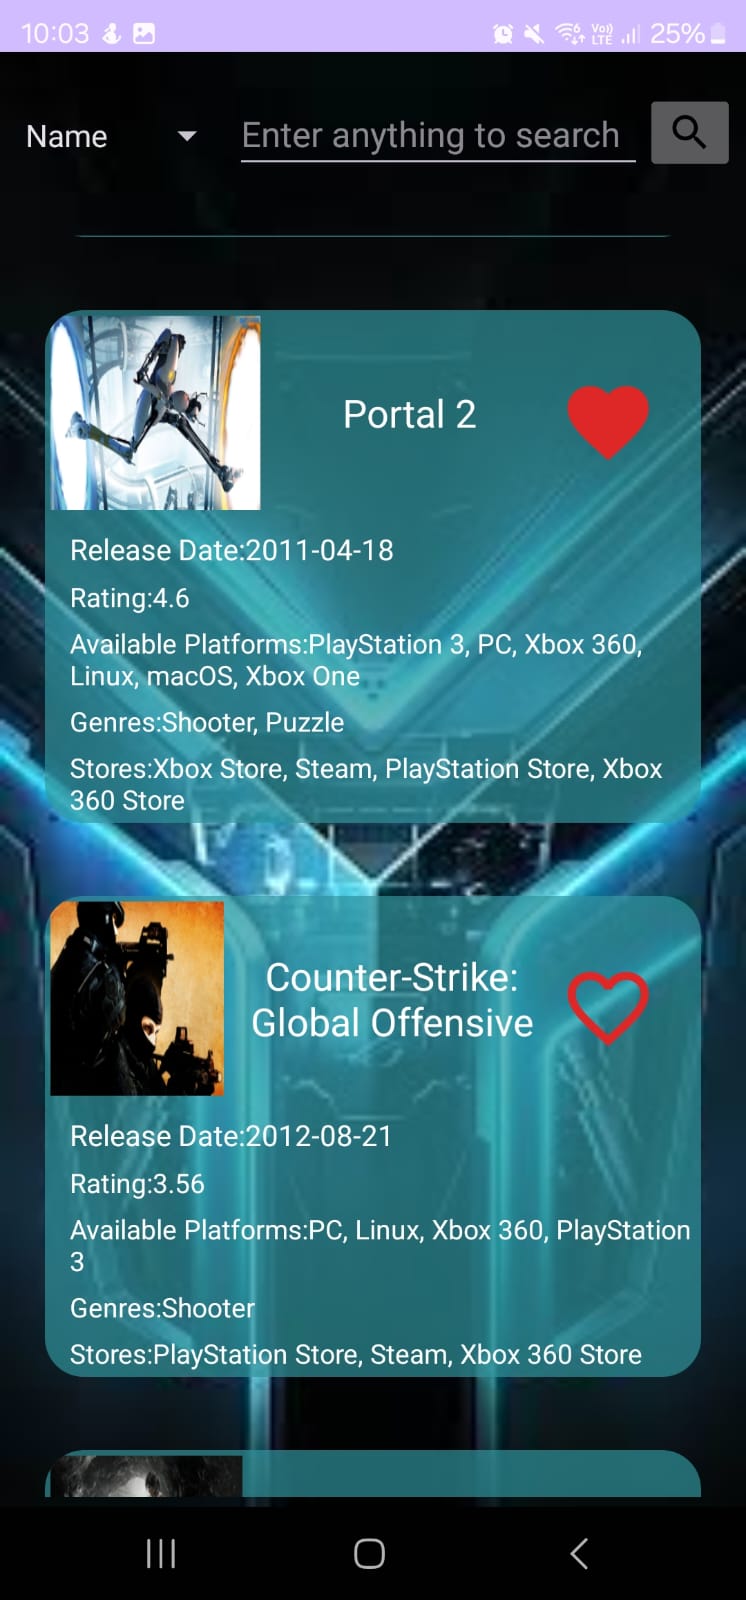 10:03
Vo)) LTE 25%
Name
Enter anything to search
Portal 2
Release Date:2011-04-18
Rating:4.6
Available Platforms:PlayStation 3, PC, Xbox 360,
Linux, macOS, Xbox One
Genres:Shooter, Puzzle
Stores:Xbox Store, Steam, PlayStation Store, Xbox
360 Store
Counter-Strike:
Global Offensive
Release Date:2012-08-21
Rating:3.56
Available Platforms:PC, Linux, Xbox 360, PlayStation
3
Genres:Shooter
Stores:PlayStation Store, Steam, Xbox 360 Store